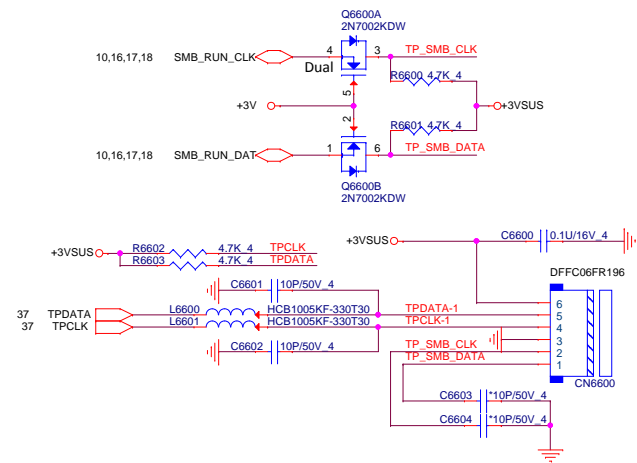 Q6600A
2N7002KDW
10,16,17,18 SMB_RUN_CLK 4 3 TP_SMB_CLK
Dual
R6600 4.7K_4
5
+3V +3VSUS
2
R6601 4.7K_4
10,16,17,18 SMB_RUN_DAT 1 6 TP_SMB_DATA
Q6600B
2N7002KDW
+3VSUS R6602 4.7K_4 TPCLK
R6603 4.7K_4 TPDATA
+3VSUS C6600 0.1U/16V_4
DFFC06FR196
C6601 10P/50V_4
37 TPDATA L6600 HCB1005KF-330T30 TPDATA-1
37 TPCLK L6601 HCB1005KF-330T30 TPCLK-1
C6602 10P/50V_4
TP_SMB_CLK
TP_SMB_DATA
6
5
4
3
2
1
CN6600
C6603 *10P/50V_4
C6604 *10P/50V_4